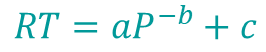 RT = aP⁻ᵇ + c